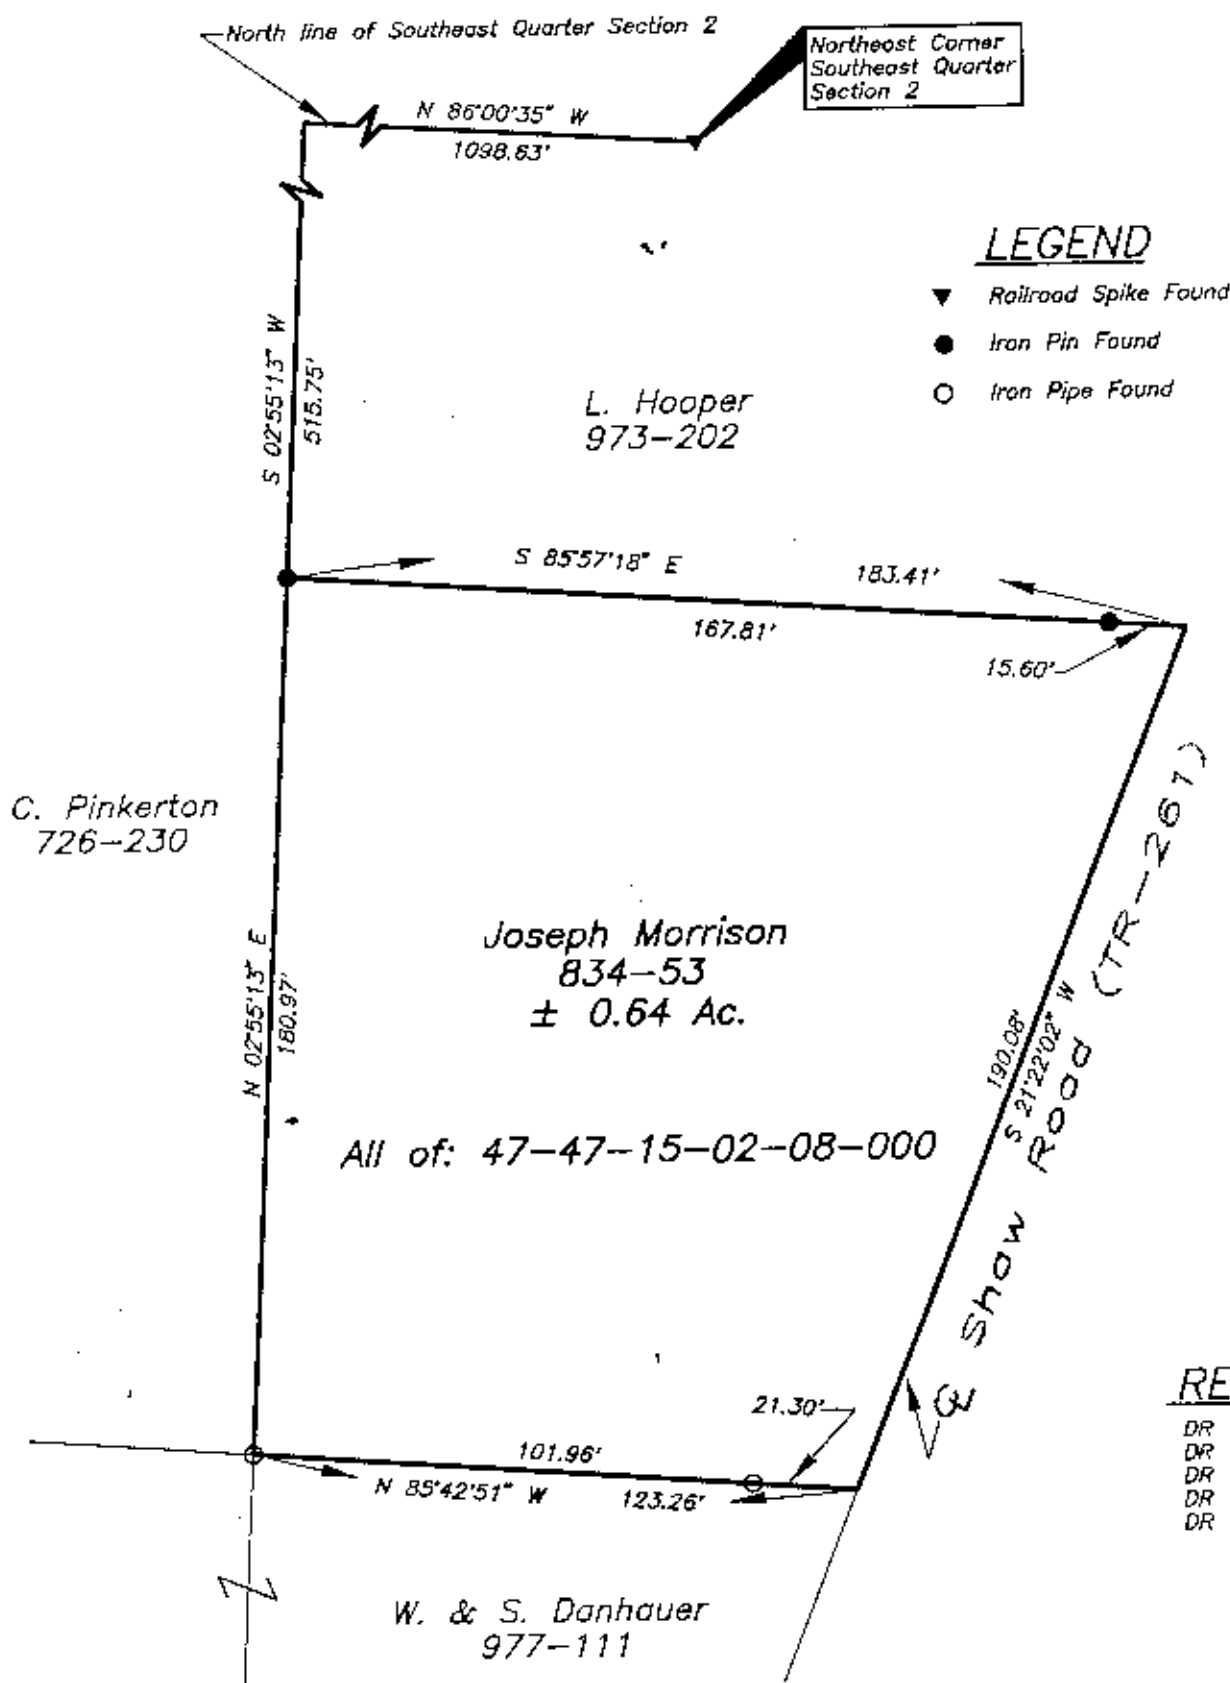 North line of Southeast Quarter Section 2
Northeast Corner
Southeast Quarter
Section 2
N 86°00'35" W
1098.63'
LEGEND
Railroad Spike Found
Iron Pin Found
Iron Pipe Found
S 02°55'13" W
515.75'
L. Hooper
973-202
S 85°57'18" E
183.41'
167.81'
15.60'
C. Pinkerton
726-230
N 02°55'13" E
180.97'
Joseph Morrison
834-53
± 0.64 Ac.
190.08'
S 21°22'02" W
Shaw Road (TR-261)
All of: 47-47-15-02-08-000
21.30'
101.96'
N 85°42'51" W
123.26'
RE
DR
DR
DR
DR
DR
W. & S. Danhauer
977-111